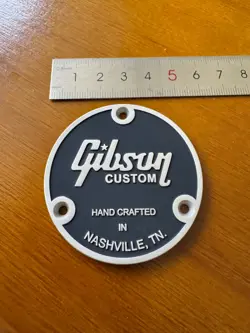 1 2 3 4 5 6 7 8
Gibson
CUSTOM
HAND CRAFTED
IN
NASHVILLE, TN.